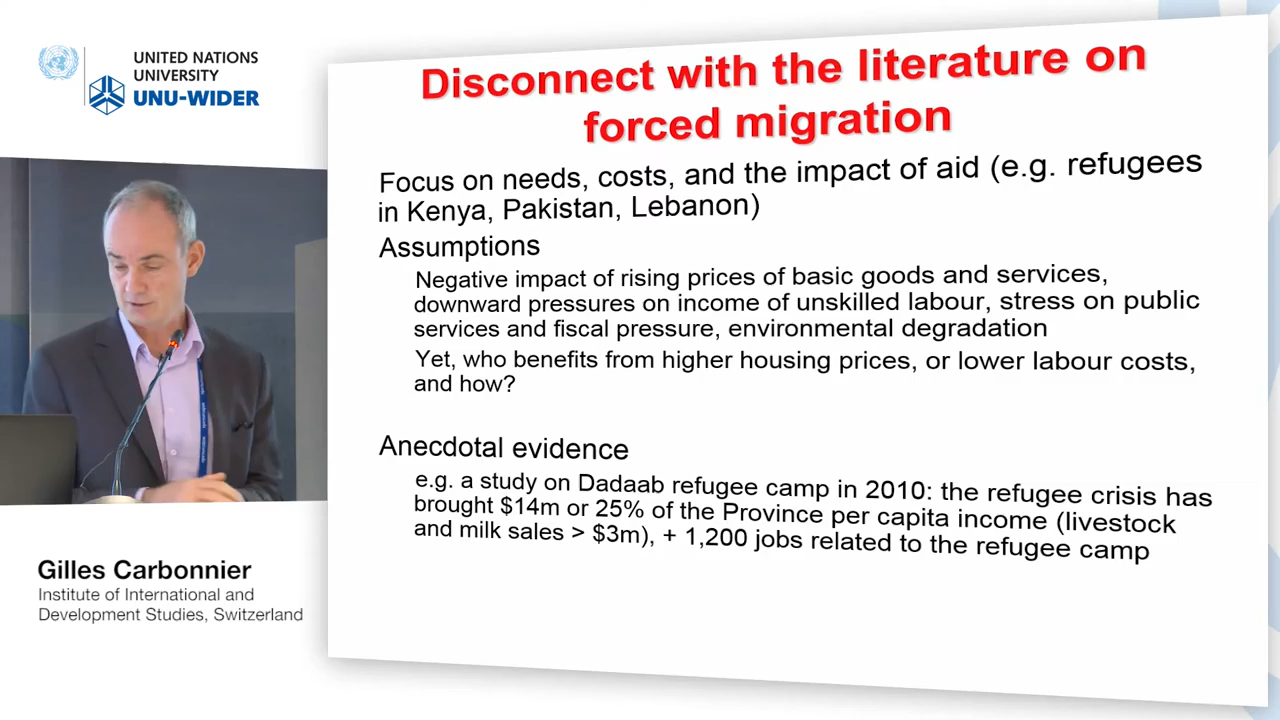 UNITED NATIONS
UNIVERSITY
UNU-WIDER
Disconnect with the literature on
forced migration
Focus on needs, costs, and the impact of aid (e.g. refugees
in Kenya, Pakistan, Lebanon)
Assumptions
Negative impact of rising prices of basic goods and services,
downward pressures on income of unskilled labour, stress on public
services and fiscal pressure, environmental degradation
Yet, who benefits from higher housing prices, or lower labour costs,
and how?
Anecdotal evidence
e.g. a study on Dadaab refugee camp in 2010: the refugee crisis has
brought $14m or 25% of the Province per capita income (livestock
and milk sales > $3m), + 1,200 jobs related to the refugee camp
Gilles Carbonnier
Institute of International and
Development Studies, Switzerland